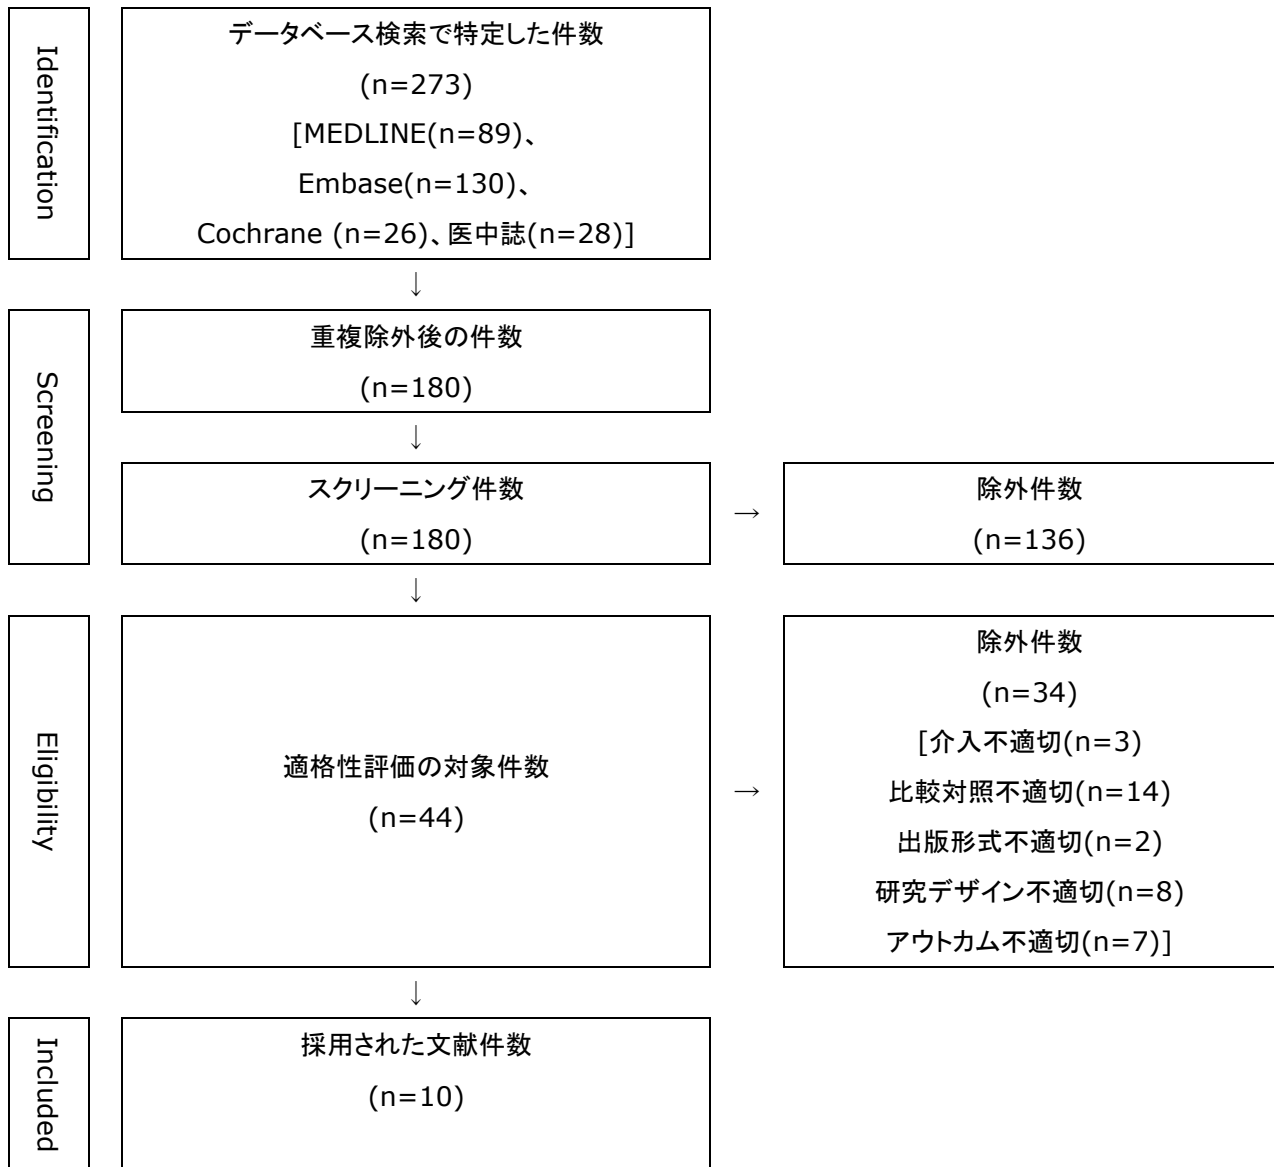 Identification
データベース検索で特定した件数
(n=273)
[MEDLINE(n=89)、
Embase(n=130)、
Cochrane (n=26)、医中誌(n=28)]
↓
Screening
重複除外後の件数
(n=180)
↓
スクリーニング件数
(n=180)
→
除外件数
(n=136)
↓
Eligibility
適格性評価の対象件数
(n=44)
→
除外件数
(n=34)
[介入不適切(n=3)
比較対照不適切(n=14)
出版形式不適切(n=2)
研究デザイン不適切(n=8)
アウトカム不適切(n=7)]
↓
Included
採用された文献件数
(n=10)